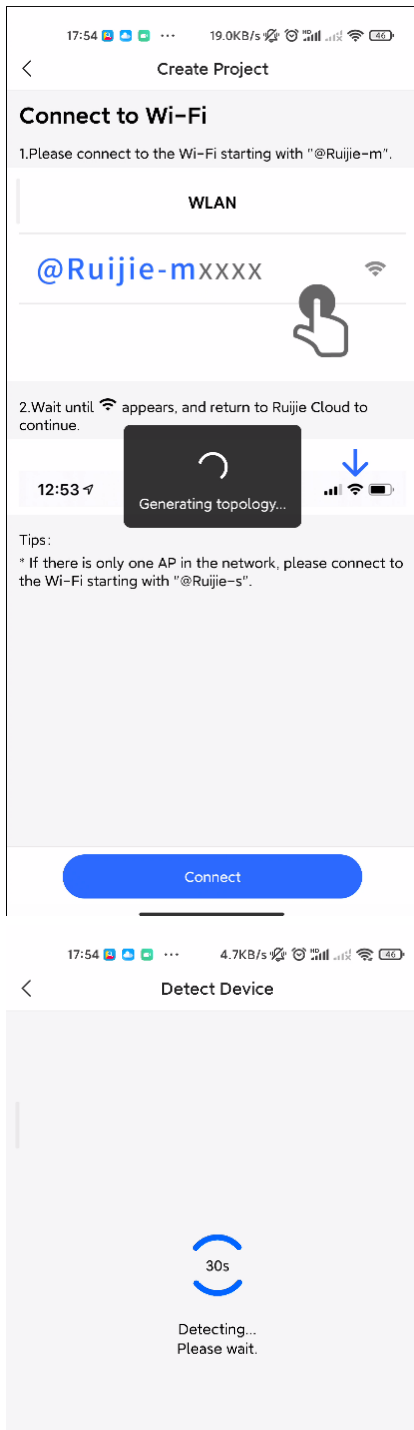 17:54 ... 19.0KB/s HD 46
Create Project
Connect to Wi-Fi
1.Please connect to the Wi-Fi starting with "@Ruijie-m".
WLAN
@Ruijie-mxxxx
2.Wait until appears, and return to Ruijie Cloud to
continue.
Generating topology...
12:53
Tips:
* If there is only one AP in the network, please connect to
the Wi-Fi starting with "@Ruijie-s".
Connect
17:54 ... 4.7KB/s HD 46
Detect Device
30s
Detecting...
Please wait.